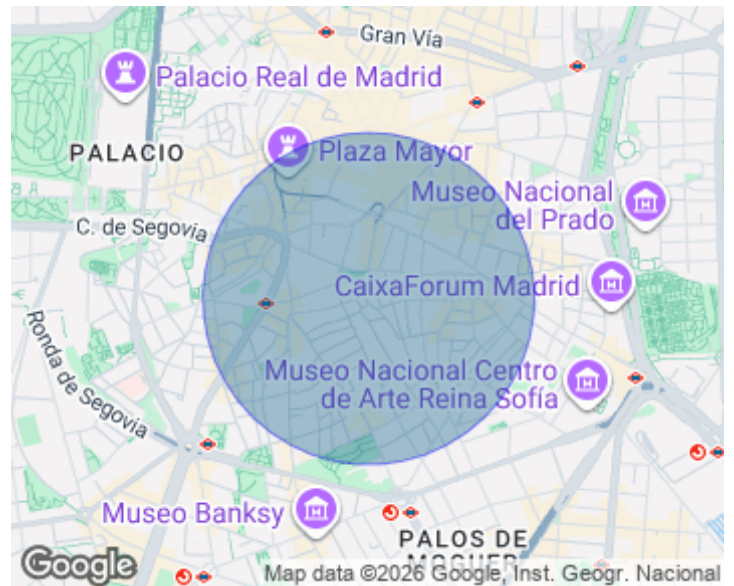 Gran Vía
Palacio Real de Madrid
PALACIO
Plaza Mayor
Museo Nacional
del Prado
C. de Segovia
CaixaForum Madrid
Ronda de Segovia
Museo Nacional Centro
de Arte Reina Sofía
Museo Banksy
PALOS DE
MOGUER
Google
Map data ©2026 Google, Inst. Geogr. Nacional